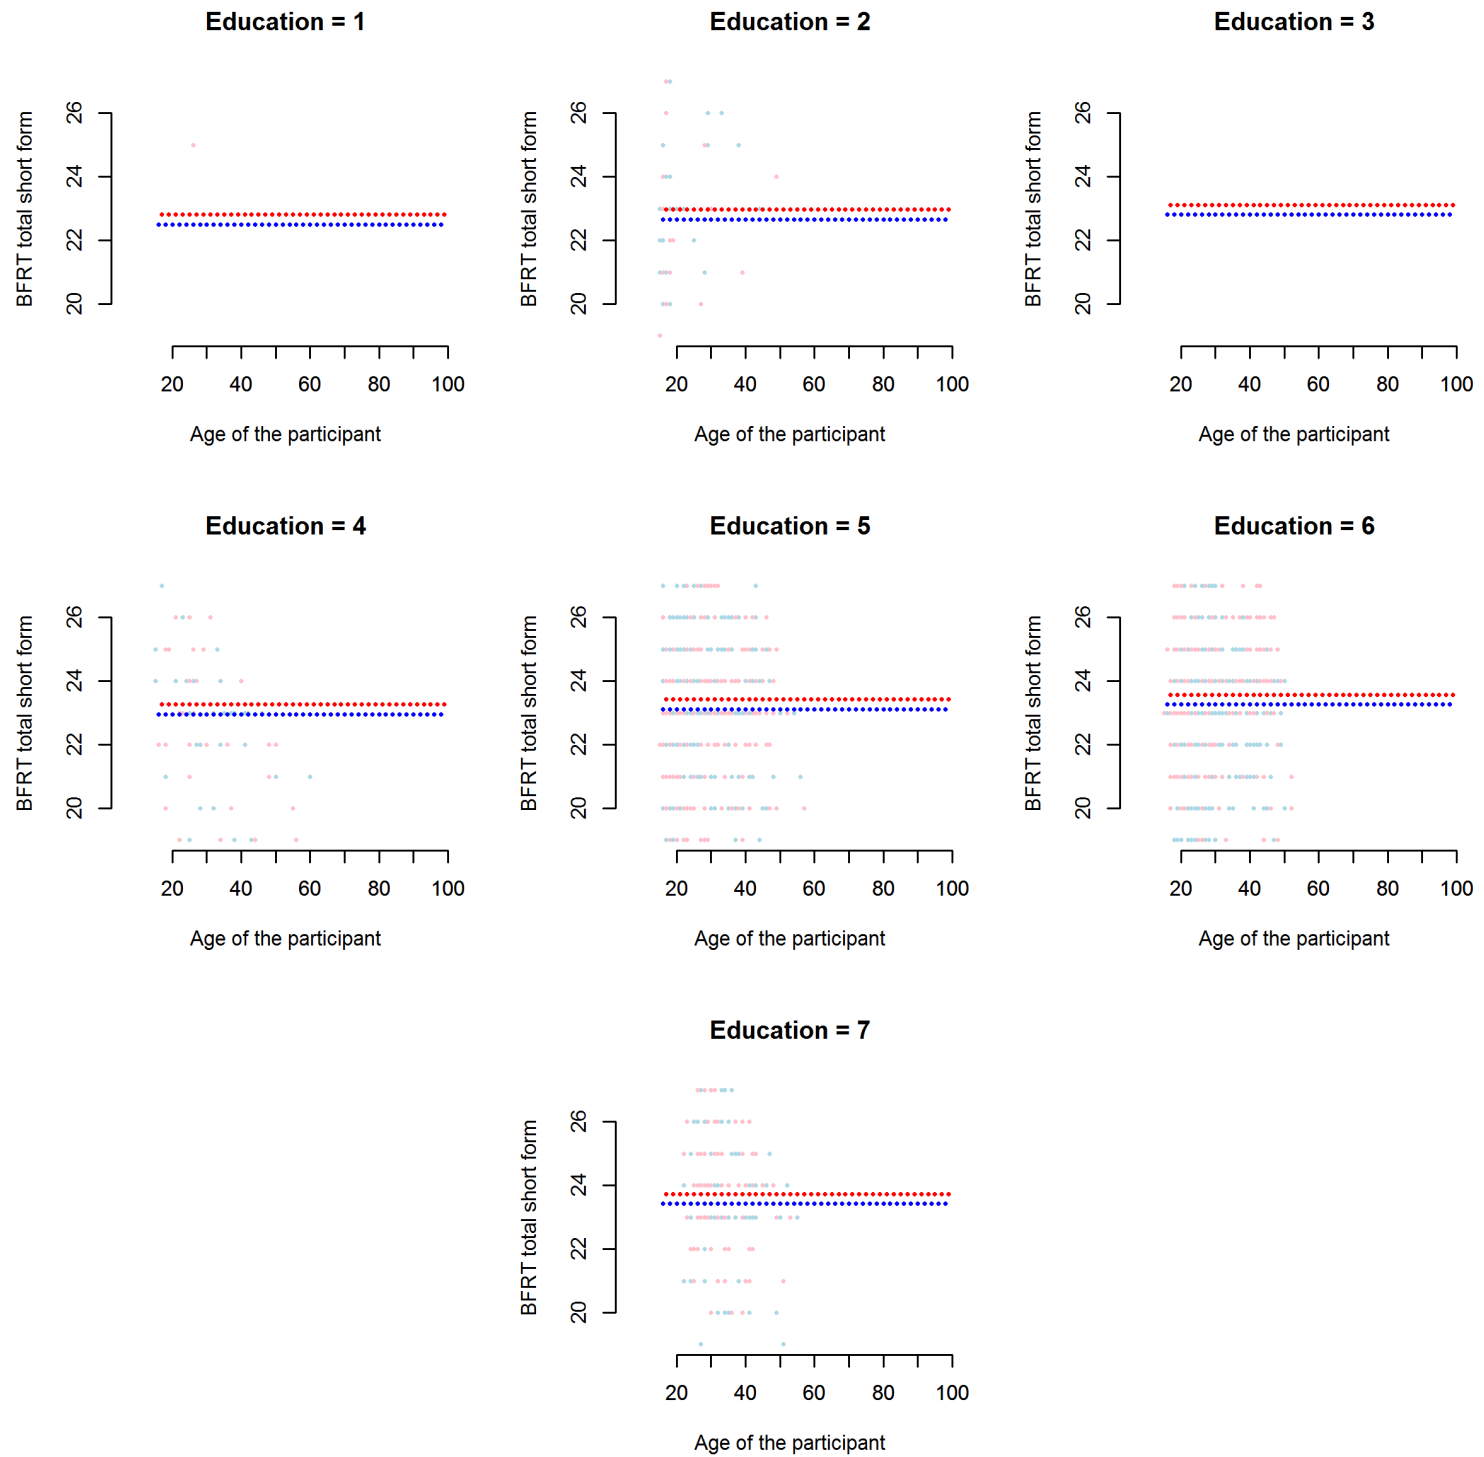 Education = 1
BFRT total short form
26
24
22
20
20 40 60 80 100
Age of the participant
Education = 2
BFRT total short form
26
24
22
20
20 40 60 80 100
Age of the participant
Education = 3
BFRT total short form
26
24
22
20
20 40 60 80 100
Age of the participant
Education = 4
BFRT total short form
26
24
22
20
20 40 60 80 100
Age of the participant
Education = 5
BFRT total short form
26
24
22
20
20 40 60 80 100
Age of the participant
Education = 6
BFRT total short form
26
24
22
20
20 40 60 80 100
Age of the participant
Education = 7
BFRT total short form
26
24
22
20
20 40 60 80 100
Age of the participant